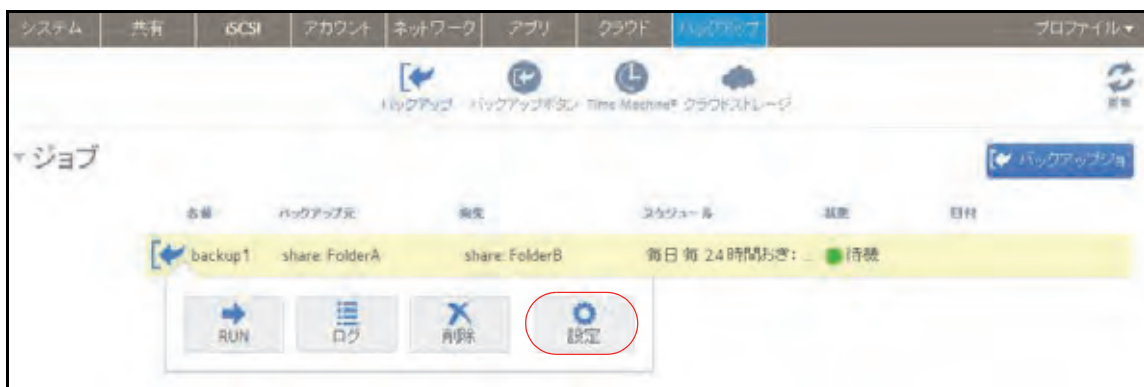 システム 共有 iSCSI アカウント ネットワーク アプリ クラウド バックアップ プロファイル▼
バックアップ バックアップボタン Time Machine® クラウドストレージ 更新
▼ジョブ バックアップジョ
名前 バックアップ元 宛先 スケジュール 状態 日付
backup1 share: FolderA share: FolderB 毎日 毎 24時間おき: ... 待機
RUN ログ 削除 設定